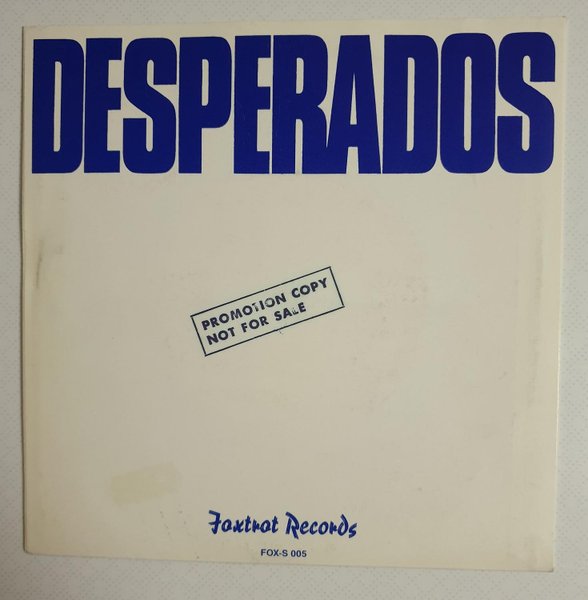 DESPERADOS
PROMOTION COPY
NOT FOR SALE
Foxtrot Records
FOX-S 005